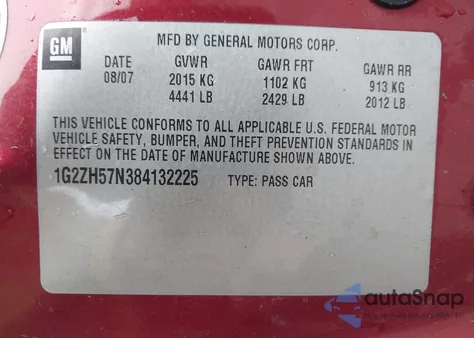 GM
MFD BY GENERAL MOTORS CORP.
DATE GVWR GAWR FRT GAWR RR
08/07 2015 KG 1102 KG 913 KG
4441 LB 2429 LB 2012 LB
THIS VEHICLE CONFORMS TO ALL APPLICABLE U.S. FEDERAL MOTOR
VEHICLE SAFETY, BUMPER, AND THEFT PREVENTION STANDARDS IN
EFFECT ON THE DATE OF MANUFACTURE SHOWN ABOVE.
1G2ZH57N384132225 TYPE: PASS CAR
autoSnap